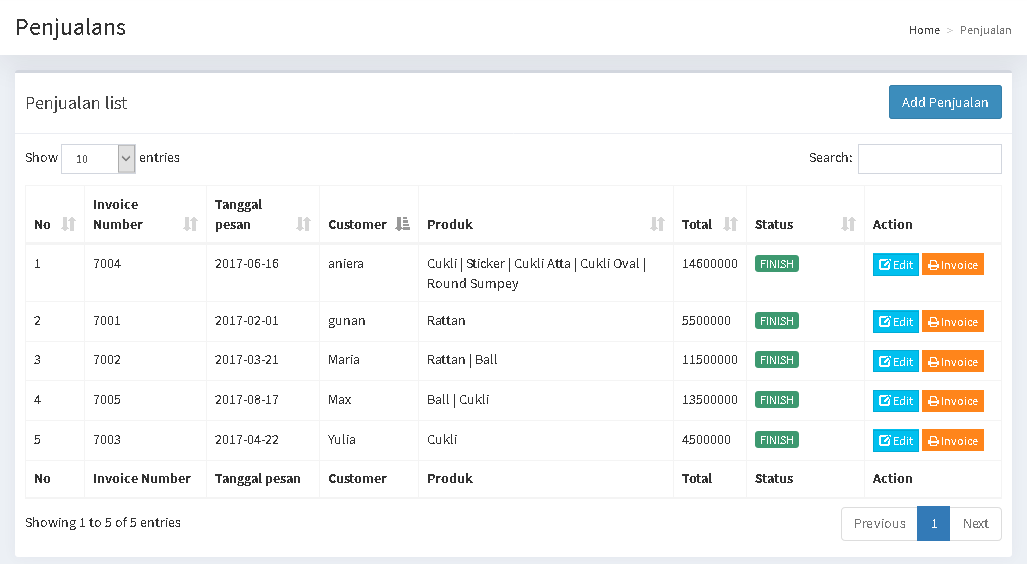 Penjualans
Home > Penjualan
Penjualan list
Add Penjualan
Show 10 entries
Search:
No Invoice Number Tanggal pesan Customer Produk Total Status Action
1 7004 2017-06-16 aniera Cukli | Sticker | Cukli Atta | Cukli Oval | Round Sumpey 14600000 FINISH Edit Invoice
2 7001 2017-02-01 gunan Rattan 5500000 FINISH Edit Invoice
3 7002 2017-03-21 Maria Rattan | Ball 11500000 FINISH Edit Invoice
4 7005 2017-08-17 Max Ball | Cukli 13500000 FINISH Edit Invoice
5 7003 2017-04-22 Yulia Cukli 4500000 FINISH Edit Invoice
No Invoice Number Tanggal pesan Customer Produk Total Status Action
Showing 1 to 5 of 5 entries
Previous 1 Next